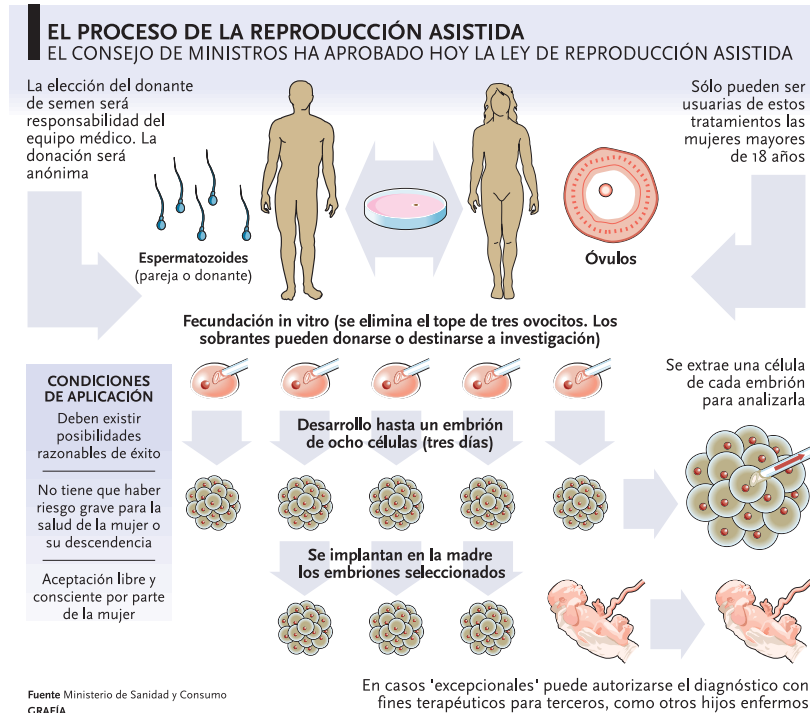 EL PROCESO DE LA REPRODUCCIÓN ASISTIDA
EL CONSEJO DE MINISTROS HA APROBADO HOY LA LEY DE REPRODUCCIÓN ASISTIDA
La elección del donante
de semen será
responsabilidad del
equipo médico. La
donación será
anónima
Sólo pueden ser
usuarias de estos
tratamientos las
mujeres mayores
de 18 años
Espermatozoides
(pareja o donante)
Óvulos
Fecundación in vitro (se elimina el tope de tres ovocitos. Los
sobrantes pueden donarse o destinarse a investigación)
CONDICIONES
DE APLICACIÓN
Deben existir
posibilidades
razonables de éxito
No tiene que haber
riesgo grave para la
salud de la mujer o
su descendencia
Aceptación libre y
consciente por parte
de la mujer
Se extrae una célula
de cada embrión
para analizarla
Desarrollo hasta un embrión
de ocho células (tres días)
Se implantan en la madre
los embriones seleccionados
En casos 'excepcionales' puede autorizarse el diagnóstico con
fines terapéuticos para terceros, como otros hijos enfermos
Fuente Ministerio de Sanidad y Consumo
GRAFÍA